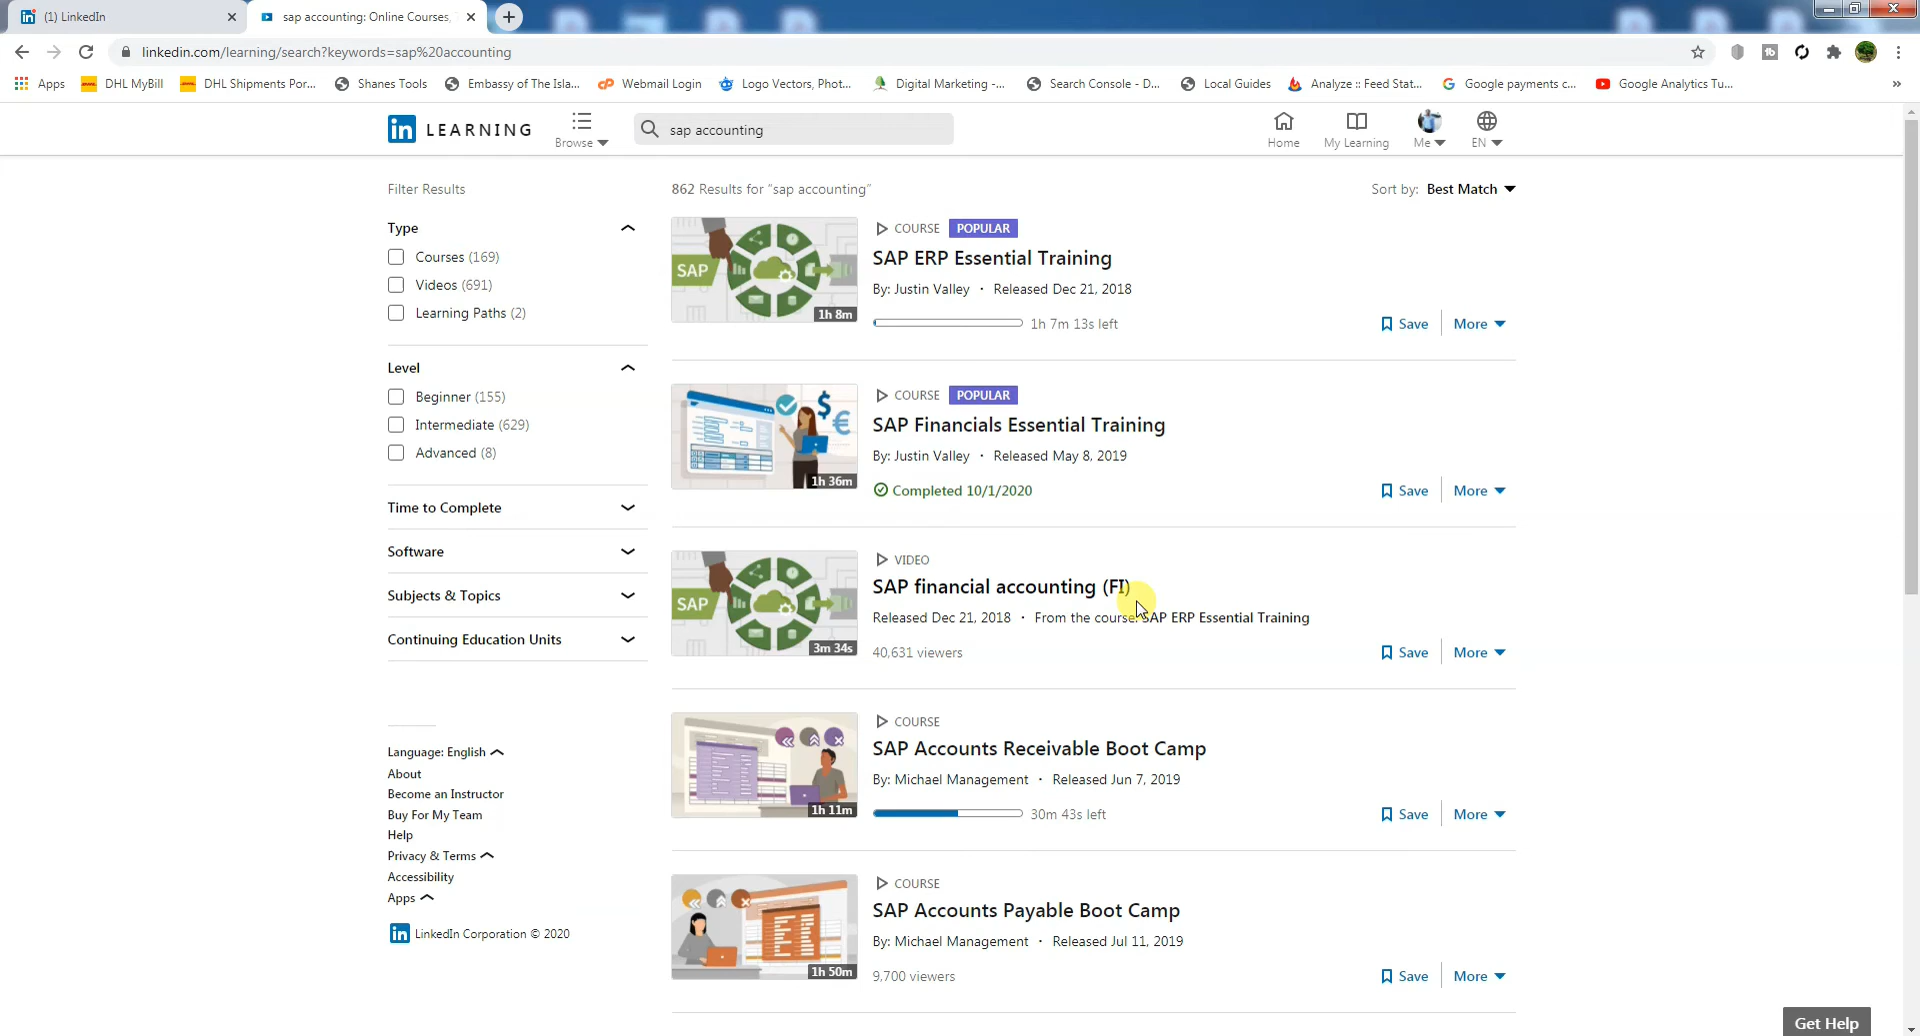 (1) LinkedIn
sap accounting: Online Courses,
linkedin.com/learning/search?keywords=sap%20accounting
Apps DHL MyBill DHL Shipments Por... Shanes Tools Embassy of The Isla... Webmail Login Logo Vectors, Phot... Digital Marketing -... Search Console - D... Local Guides Analyze :: Feed Stat... Google payments c... Google Analytics Tu... »
in LEARNING Browse sap accounting Home My Learning Me EN
Filter Results
862 Results for "sap accounting"
Sort by: Best Match
Type
Courses (169)
Videos (691)
Learning Paths (2)
Level
Beginner (155)
Intermediate (629)
Advanced (8)
Time to Complete
Software
Subjects & Topics
Continuing Education Units
Language: English
About
Become an Instructor
Buy For My Team
Help
Privacy & Terms
Accessibility
Apps
in LinkedIn Corporation © 2020
SAP
1h 8m
COURSE POPULAR
SAP ERP Essential Training
By: Justin Valley • Released Dec 21, 2018
1h 7m 13s left
Save More
$
€
1h 36m
COURSE POPULAR
SAP Financials Essential Training
By: Justin Valley • Released May 8, 2019
Completed 10/1/2020
Save More
SAP
3m 34s
VIDEO
SAP financial accounting (FI)
Released Dec 21, 2018 • From the course: SAP ERP Essential Training
40,631 viewers
Save More
1h 11m
COURSE
SAP Accounts Receivable Boot Camp
By: Michael Management • Released Jun 7, 2019
30m 43s left
Save More
1h 50m
COURSE
SAP Accounts Payable Boot Camp
By: Michael Management • Released Jul 11, 2019
9,700 viewers
Save More
Get Help